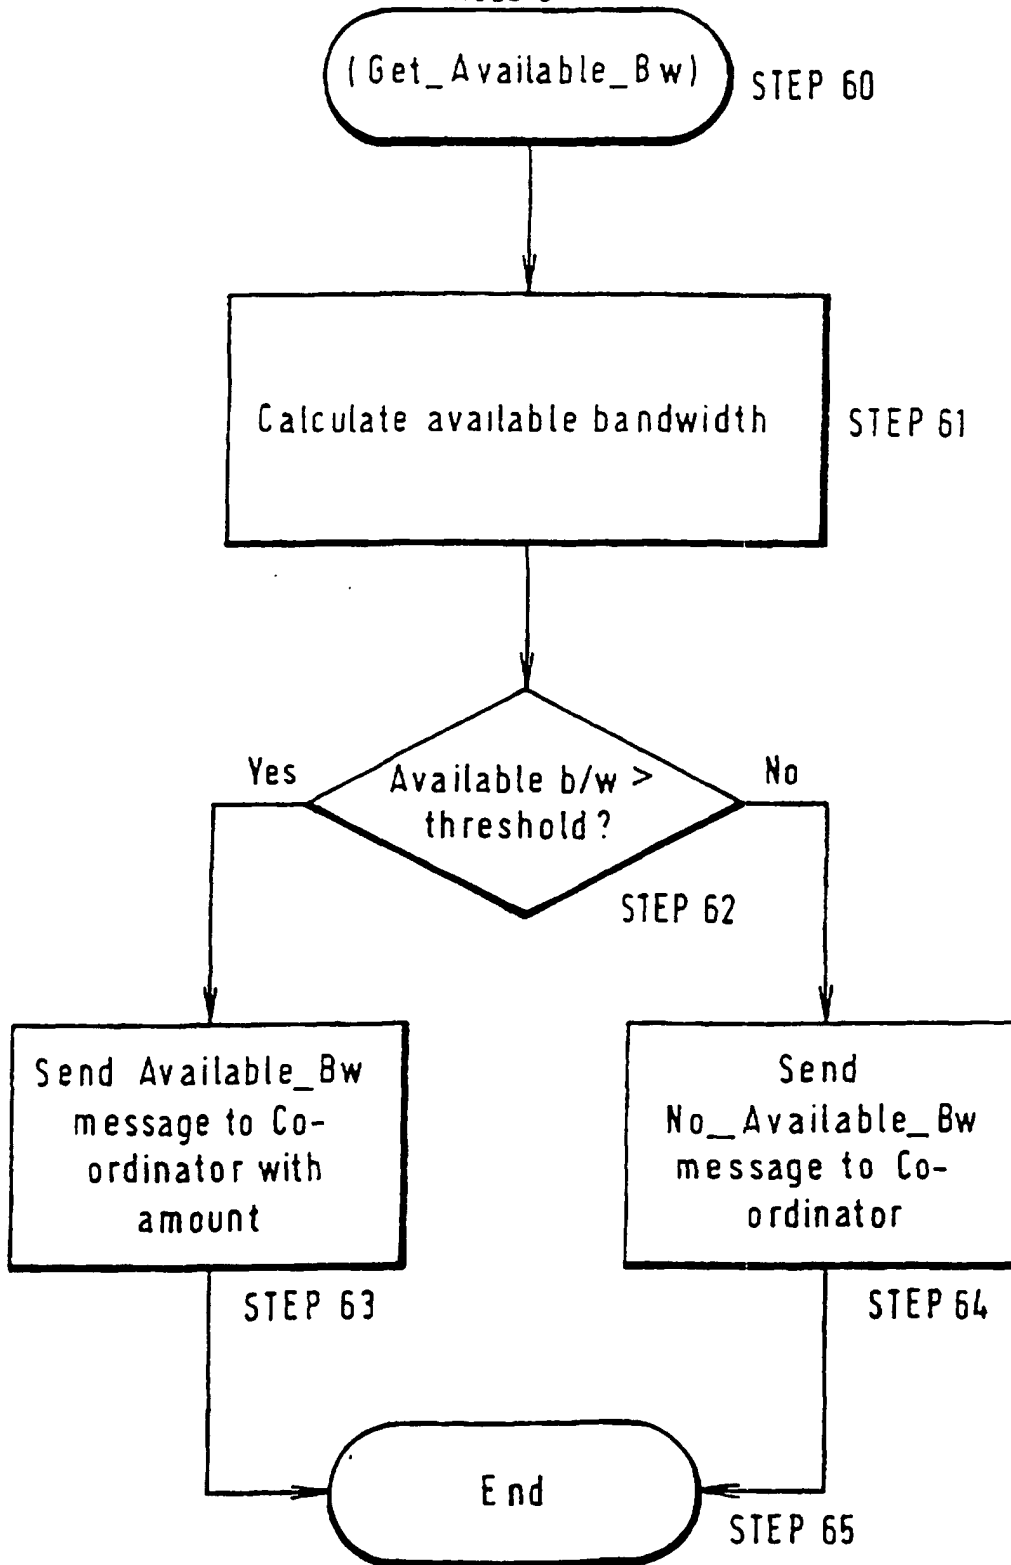 (Get_Available_Bw)
STEP 60
Calculate available bandwidth
STEP 61
Yes
Available b/w >
threshold?
No
STEP 62
Send Available_Bw
message to Co-
ordinator with
amount
STEP 63
Send
No_Available_Bw
message to Co-
ordinator
STEP 64
End
STEP 65